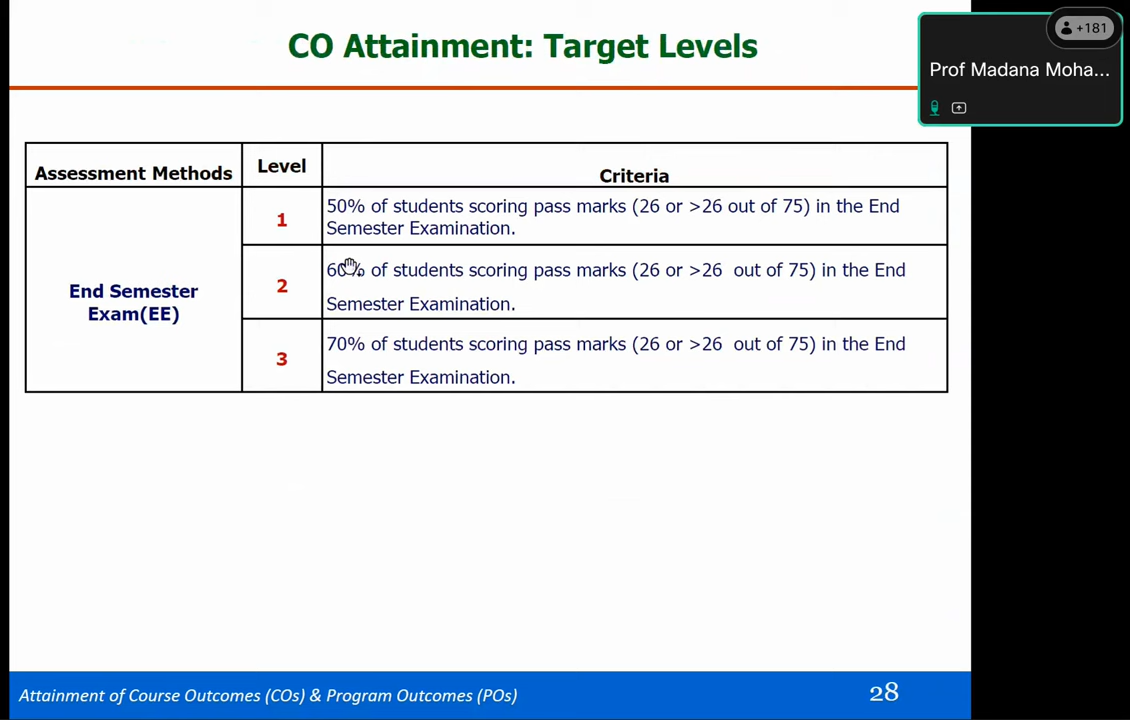 CO Attainment: Target Levels
+181
Prof Madana Moha...
Assessment Methods
Level
Criteria
End Semester
Exam(EE)
1
50% of students scoring pass marks (26 or >26 out of 75) in the End
Semester Examination.
2
60% of students scoring pass marks (26 or >26 out of 75) in the End
Semester Examination.
3
70% of students scoring pass marks (26 or >26 out of 75) in the End
Semester Examination.
Attainment of Course Outcomes (COs) & Program Outcomes (POs)
28